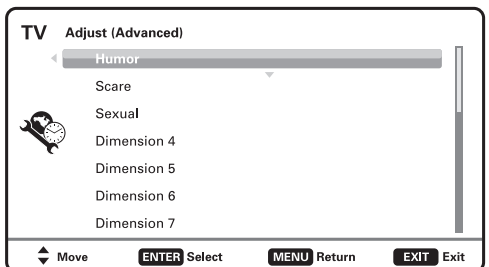 TV Adjust (Advanced)
Humor
Scare
Sexual
Dimension 4
Dimension 5
Dimension 6
Dimension 7
Move ENTER Select MENU Return EXIT Exit